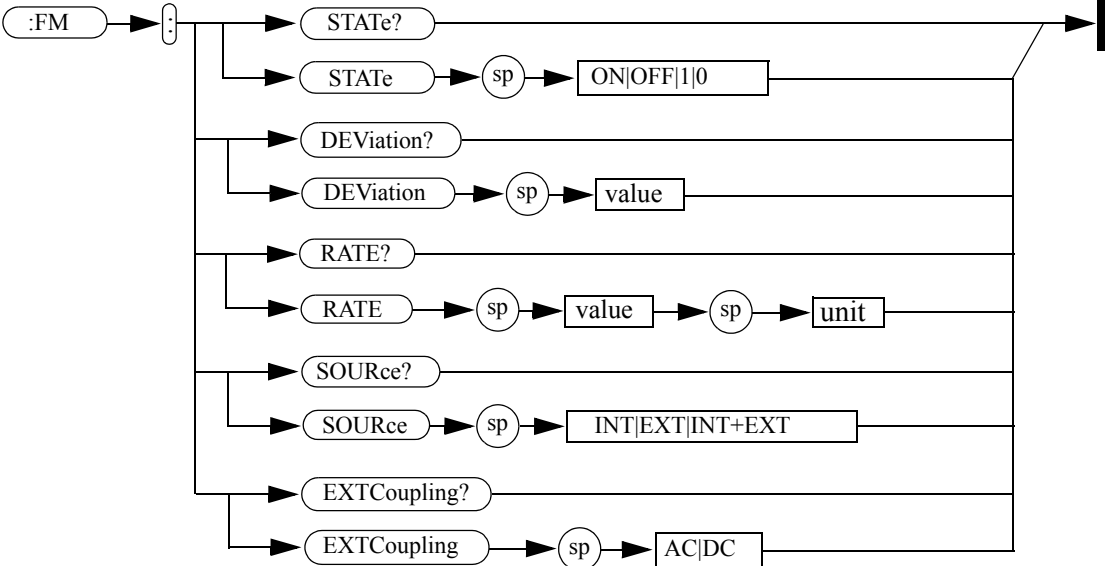 :FM : STATe?
STATe sp ON|OFF|1|0
DEViation?
DEViation sp value
RATE?
RATE sp value sp unit
SOURce?
SOURce sp INT|EXT|INT+EXT
EXTCoupling?
EXTCoupling sp AC|DC